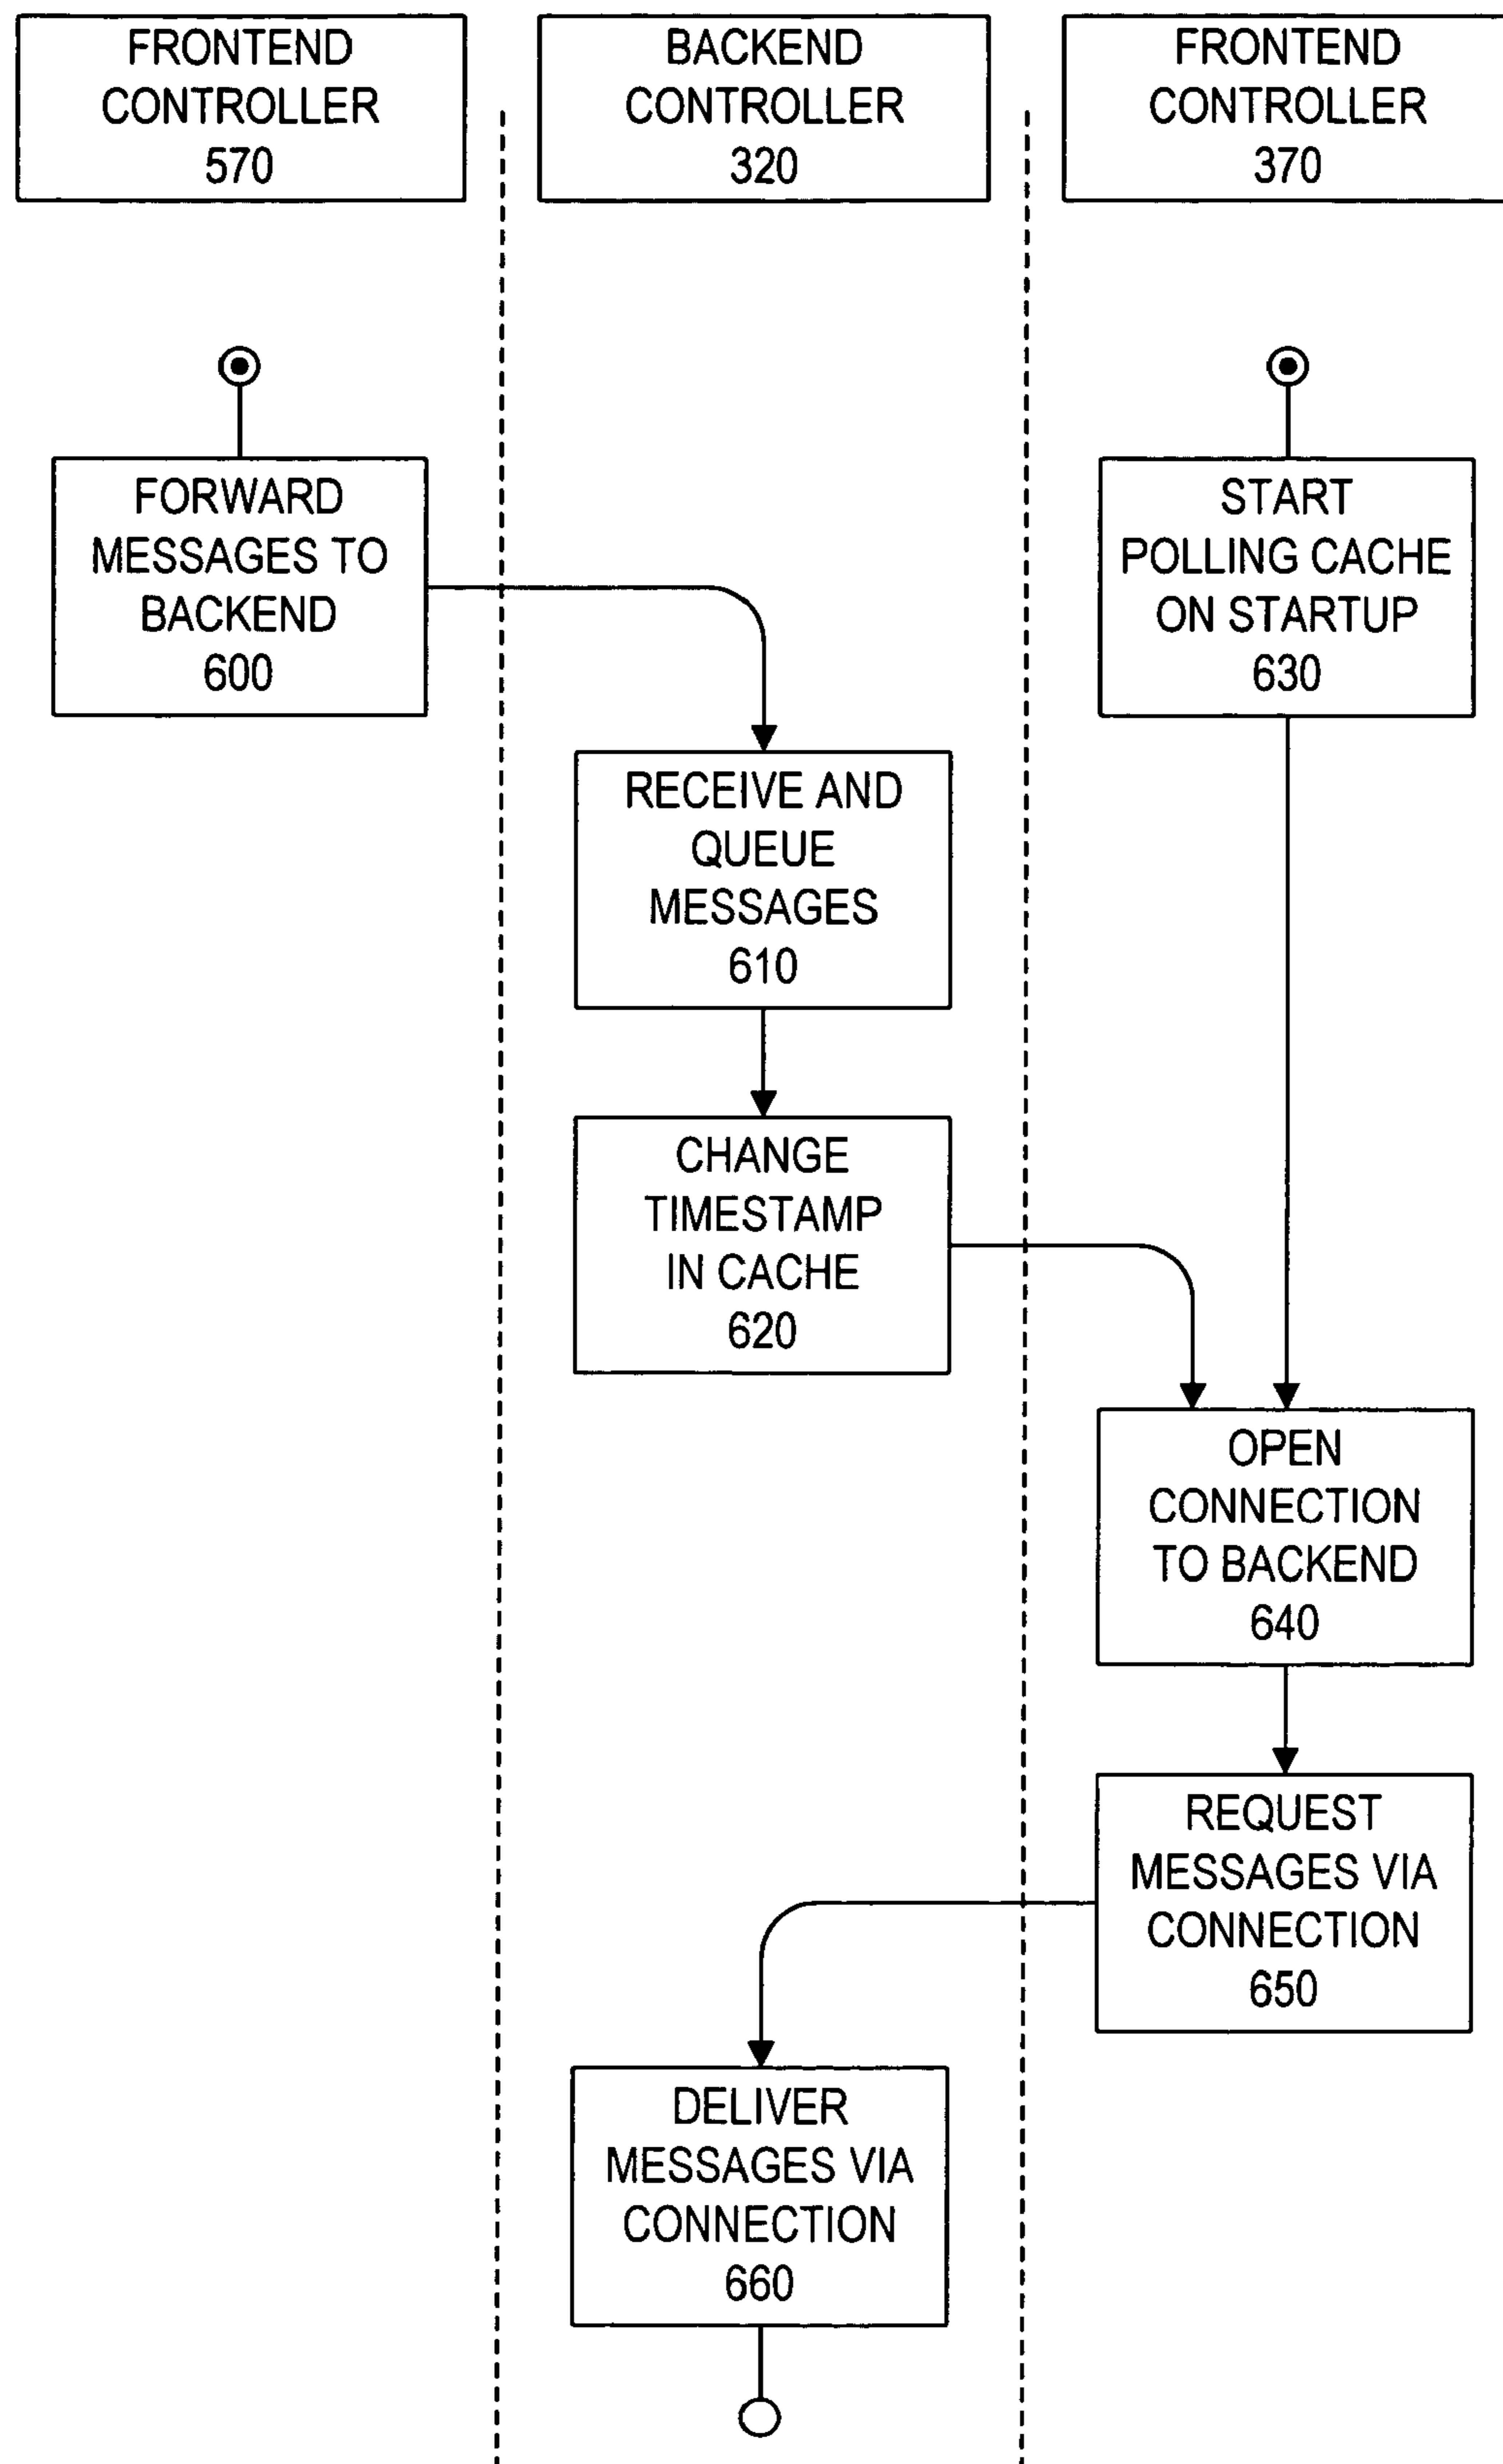 FRONTEND
CONTROLLER
570
BACKEND
CONTROLLER
320
FRONTEND
CONTROLLER
370
FORWARD
MESSAGES TO
BACKEND
600
START
POLLING CACHE
ON STARTUP
630
RECEIVE AND
QUEUE
MESSAGES
610
CHANGE
TIMESTAMP
IN CACHE
620
OPEN
CONNECTION
TO BACKEND
640
REQUEST
MESSAGES VIA
CONNECTION
650
DELIVER
MESSAGES VIA
CONNECTION
660